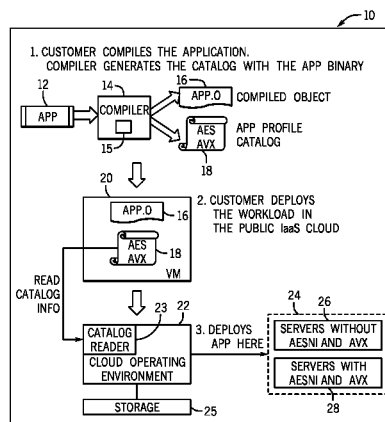 10
1. CUSTOMER COMPILES THE APPLICATION.
COMPILER GENERATES THE CATALOG WITH THE APP BINARY
12
14
16
APP
COMPILER
15
APP.O
COMPILED OBJECT
AES
AVX
APP PROFILE
CATALOG
18
20
APP.O
16
AES
AVX
18
VM
2. CUSTOMER DEPLOYS
THE WORKLOAD IN
THE PUBLIC IaaS CLOUD
READ
CATALOG
INFO
23
22
CATALOG
READER
CLOUD OPERATING
ENVIRONMENT
STORAGE
25
3. DEPLOYS
APP HERE
24
26
SERVERS WITHOUT
AESNI AND AVX
SERVERS WITH
AESNI AND AVX
28